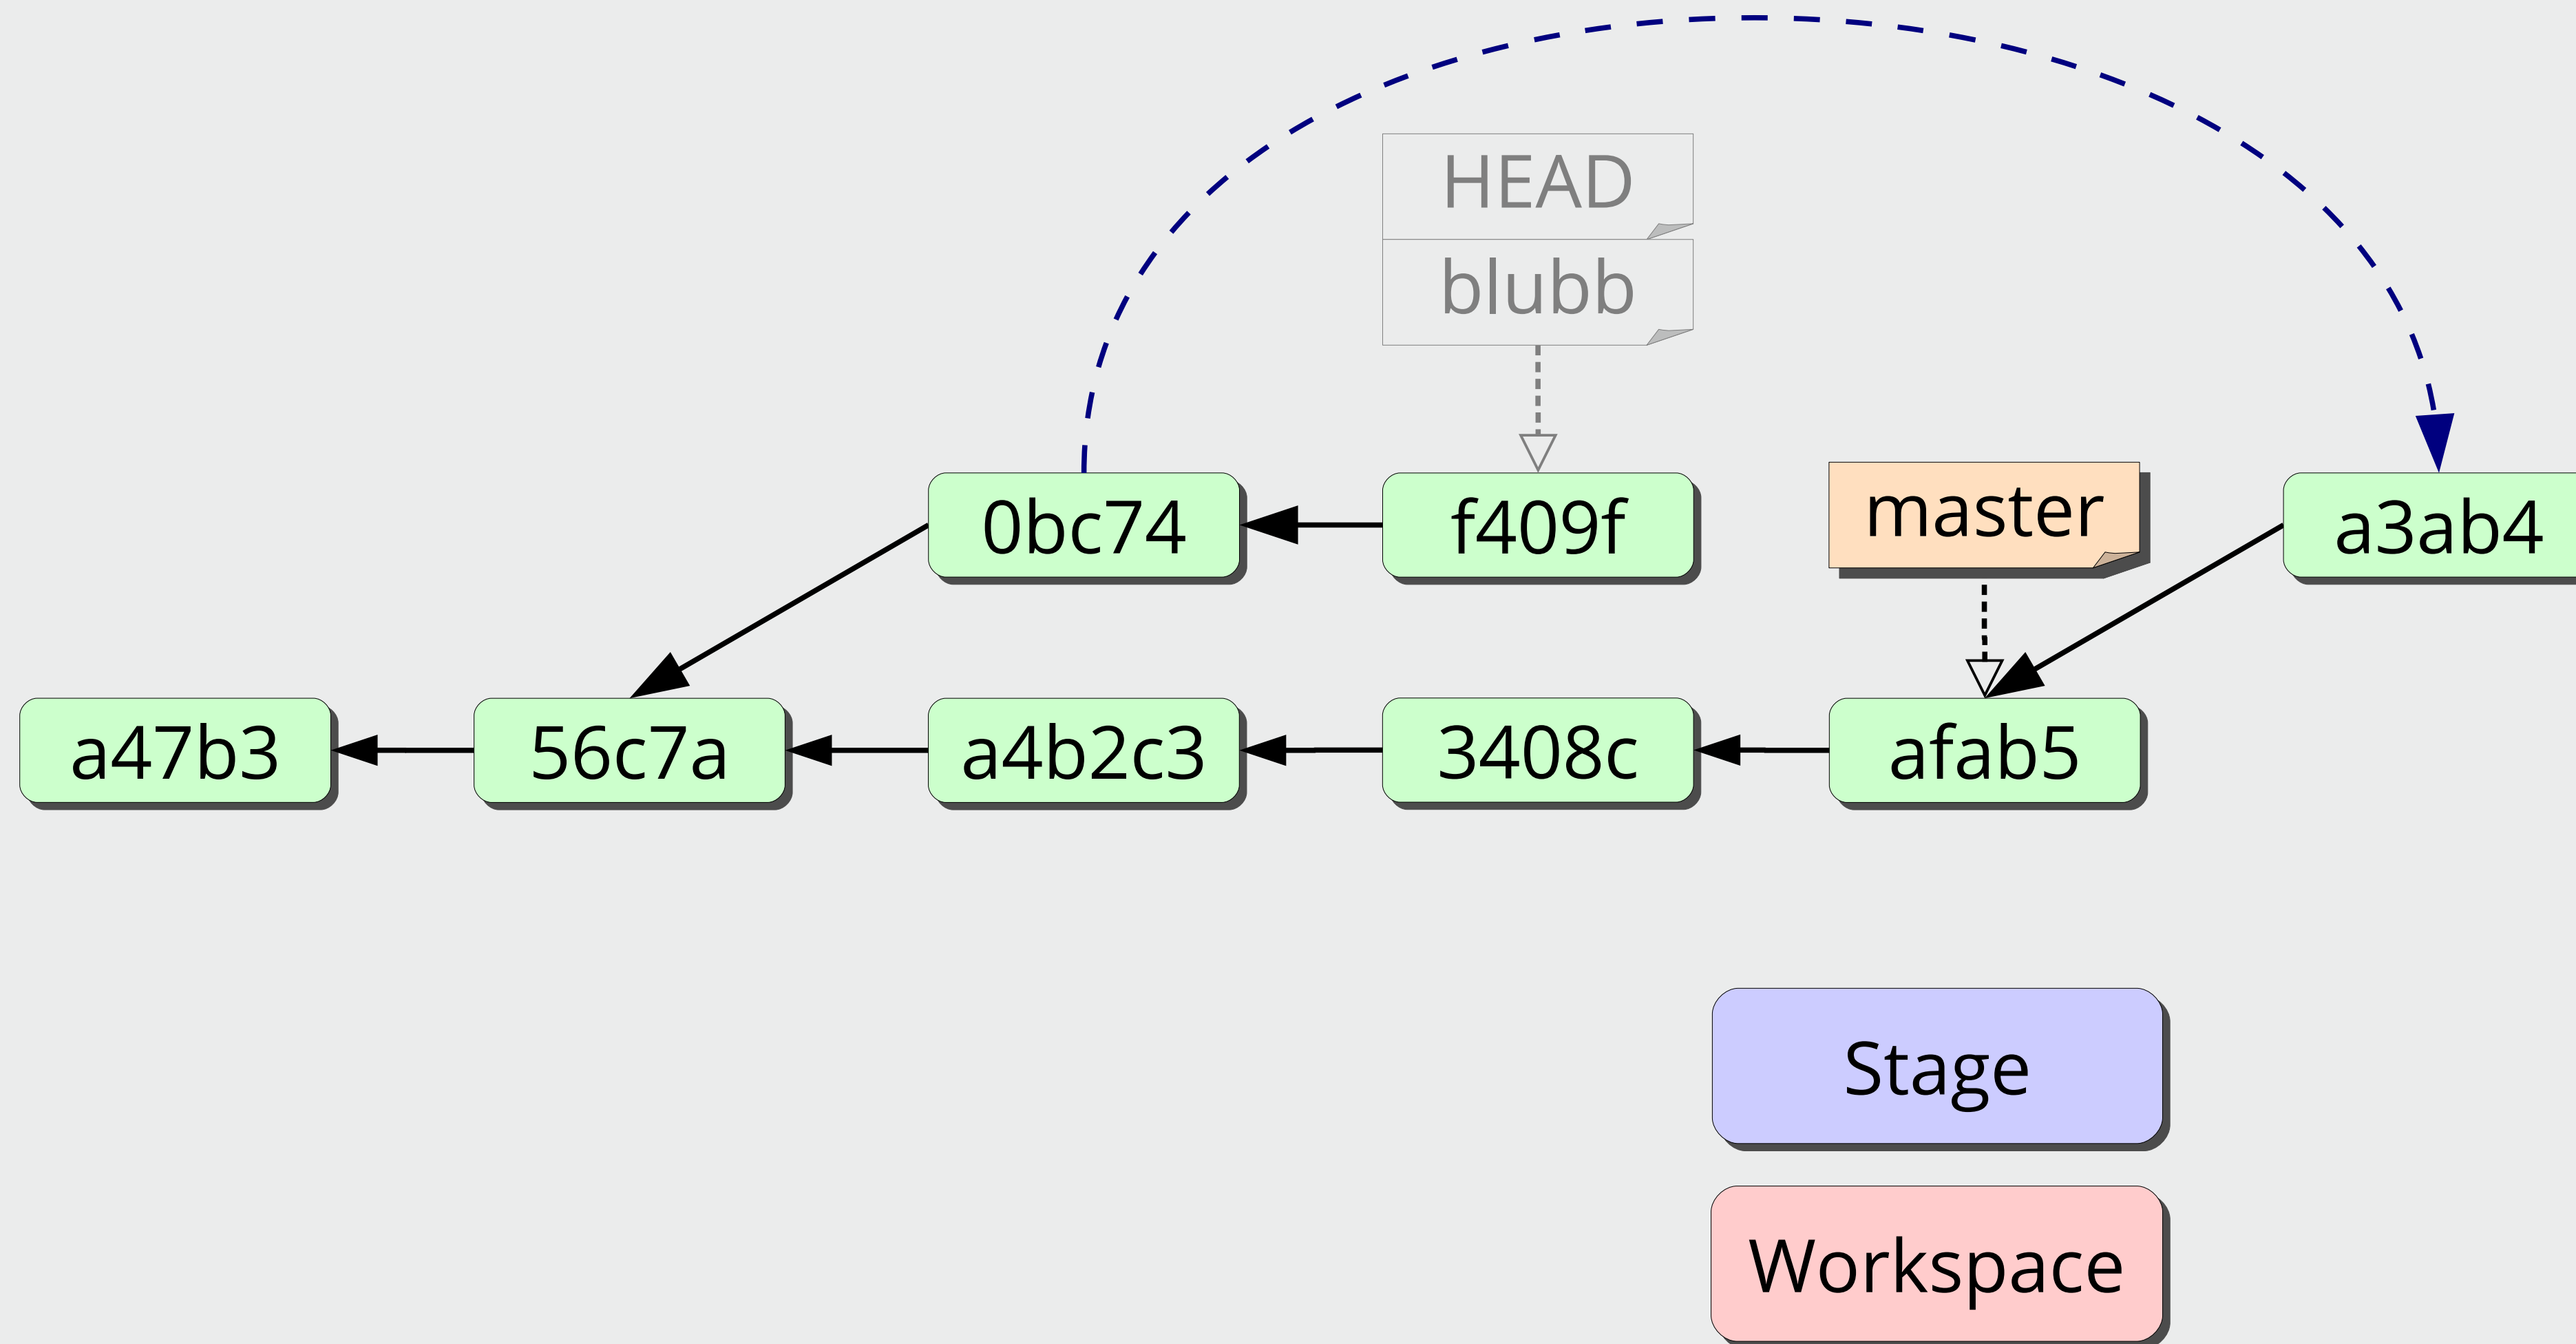 HEAD
blubb
0bc74
f409f
master
a3ab4
a47b3
56c7a
a4b2c3
3408c
afab5
Stage
Workspace